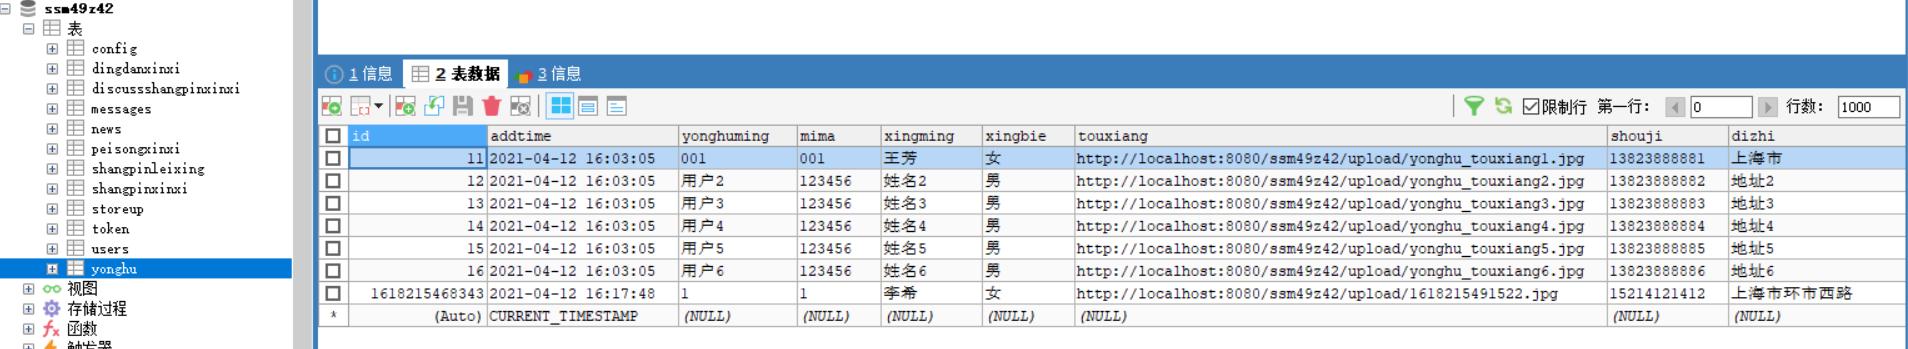 ssm49z42
表
config
dingdanxinxi
discussshangpinxinxi
messages
news
peisongxinxi
shangpinleixing
shangpinxinxi
storeup
token
users
yonghu
视图
存储过程
函数
触发器
1 信息 2 表数据 3 信息
限制行 第一行: 0 行数: 1000
id addtime yonghuming mima xingming xingbie touxiang shouji dizhi
11 2021-04-12 16:03:05 001 001 王芳 女 http://localhost:8080/ssm49z42/upload/yonghu_touxiang1.jpg 13823888881 上海市
12 2021-04-12 16:03:05 用户2 123456 姓名2 男 http://localhost:8080/ssm49z42/upload/yonghu_touxiang2.jpg 13823888882 地址2
13 2021-04-12 16:03:05 用户3 123456 姓名3 男 http://localhost:8080/ssm49z42/upload/yonghu_touxiang3.jpg 13823888883 地址3
14 2021-04-12 16:03:05 用户4 123456 姓名4 男 http://localhost:8080/ssm49z42/upload/yonghu_touxiang4.jpg 13823888884 地址4
15 2021-04-12 16:03:05 用户5 123456 姓名5 男 http://localhost:8080/ssm49z42/upload/yonghu_touxiang5.jpg 13823888885 地址5
16 2021-04-12 16:03:05 用户6 123456 姓名6 男 http://localhost:8080/ssm49z42/upload/yonghu_touxiang6.jpg 13823888886 地址6
1618215468343 2021-04-12 16:17:48 1 1 李希 女 http://localhost:8080/ssm49z42/upload/1618215491522.jpg 15214121412 上海市环市西路
* (Auto) CURRENT_TIMESTAMP (NULL) (NULL) (NULL) (NULL) (NULL) (NULL) (NULL)